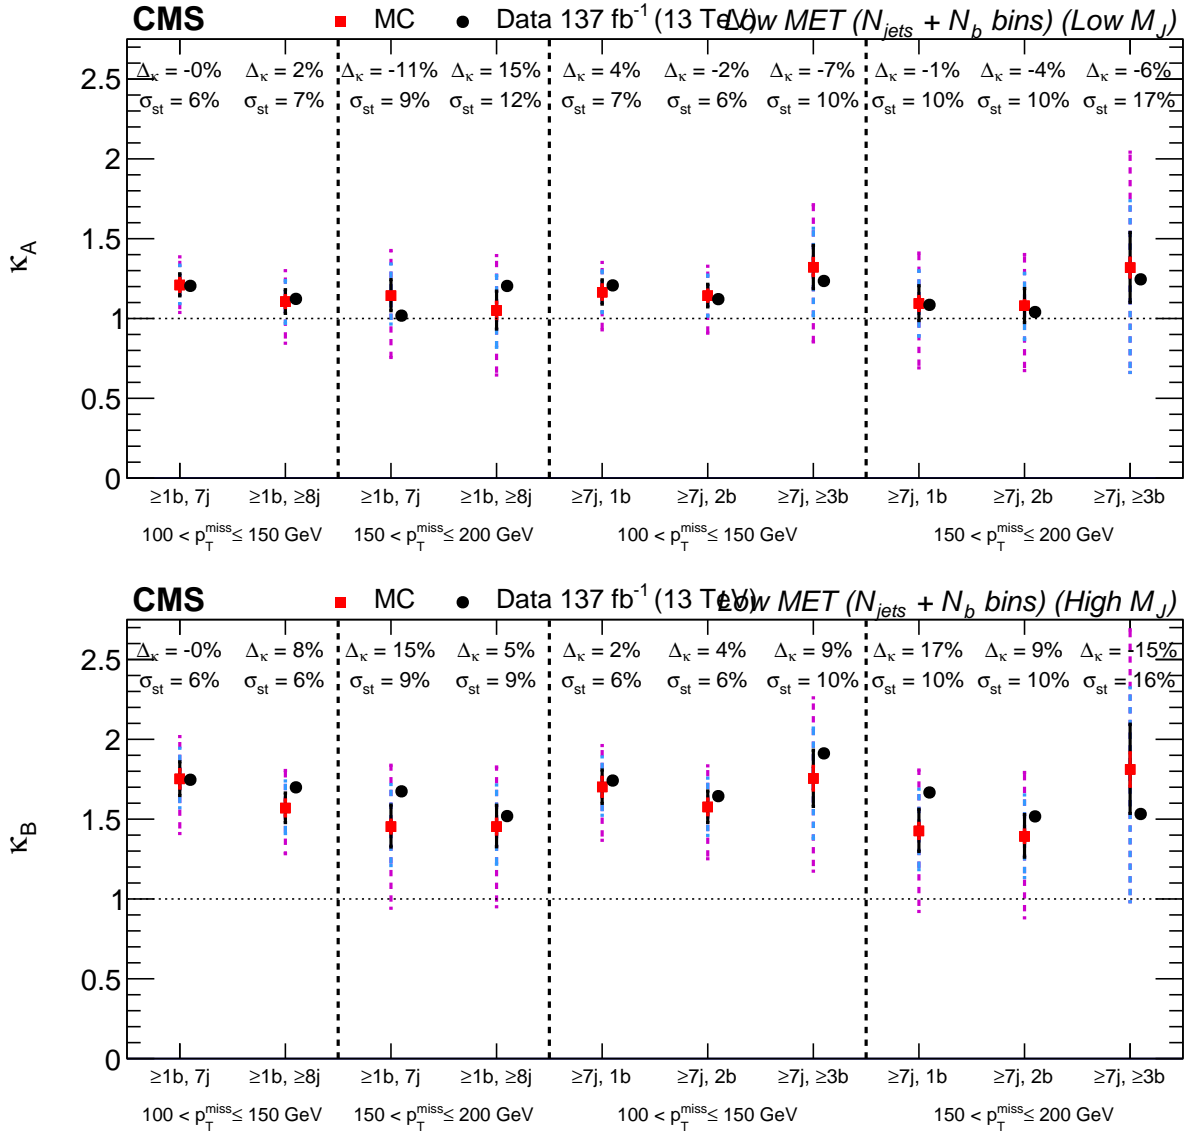 CMS MC Data 137 fb-1 (13 TeV) Low MET (Njets + Nb bins) (Low MJ)
Δκ = -0% Δκ = 2% Δκ = -11% Δκ = 15% Δκ = 4% Δκ = -2% Δκ = -7% Δκ = -1% Δκ = -4% Δκ = -6%
σst = 6% σst = 7% σst = 9% σst = 12% σst = 7% σst = 6% σst = 10% σst = 10% σst = 10% σst = 17%
2.5
2
1.5
1
0.5
0
κA
≥1b, 7j ≥1b, ≥8j ≥1b, 7j ≥1b, ≥8j ≥7j, 1b ≥7j, 2b ≥7j, ≥3b ≥7j, 1b ≥7j, 2b ≥7j, ≥3b
100 < pTmiss ≤ 150 GeV 150 < pTmiss ≤ 200 GeV 100 < pTmiss ≤ 150 GeV 150 < pTmiss ≤ 200 GeV
CMS MC Data 137 fb-1 (13 TeV) Low MET (Njets + Nb bins) (High MJ)
Δκ = -0% Δκ = 8% Δκ = 15% Δκ = 5% Δκ = 2% Δκ = 4% Δκ = 9% Δκ = 17% Δκ = 9% Δκ = -15%
σst = 6% σst = 6% σst = 9% σst = 9% σst = 6% σst = 6% σst = 10% σst = 10% σst = 10% σst = 16%
2.5
2
1.5
1
0.5
0
κB
≥1b, 7j ≥1b, ≥8j ≥1b, 7j ≥1b, ≥8j ≥7j, 1b ≥7j, 2b ≥7j, ≥3b ≥7j, 1b ≥7j, 2b ≥7j, ≥3b
100 < pTmiss ≤ 150 GeV 150 < pTmiss ≤ 200 GeV 100 < pTmiss ≤ 150 GeV 150 < pTmiss ≤ 200 GeV